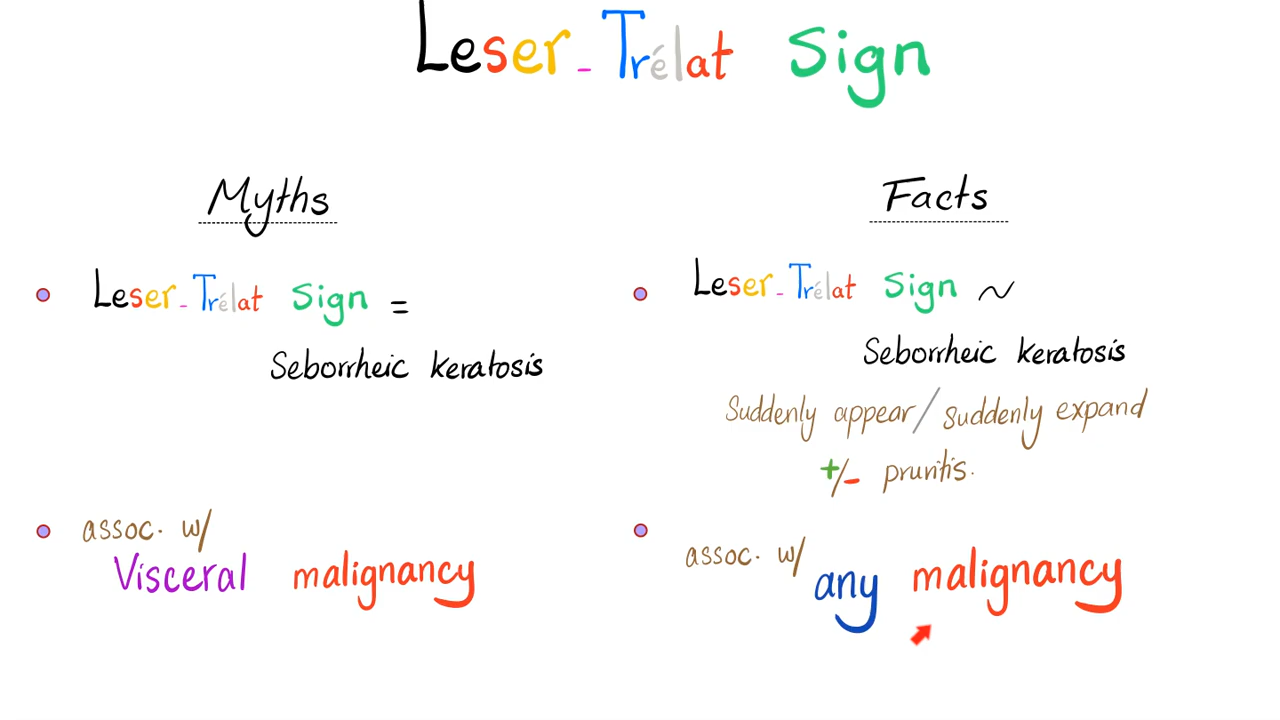 Leser-Trélat Sign
Myths
Leser-Trélat Sign =
Seborrheic keratosis
assoc. w/
Visceral malignancy
Facts
Leser-Trélat Sign ~
Seborrheic keratosis
Suddenly appear/suddenly expand
+/- pruritis.
assoc. w/
any malignancy